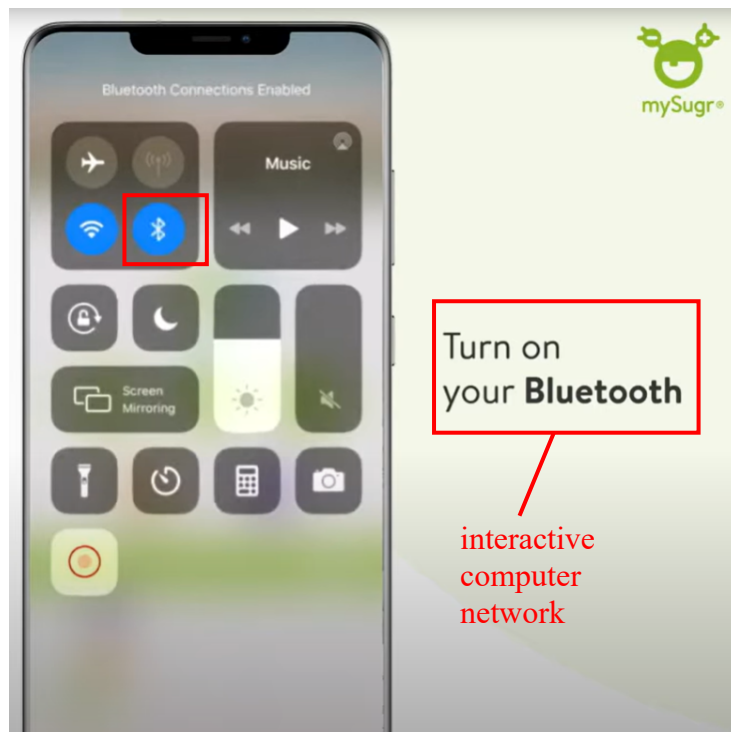 Bluetooth Connections Enabled
Music
Screen
Mirroring
mySugr®
Turn on
your Bluetooth
interactive
computer
network